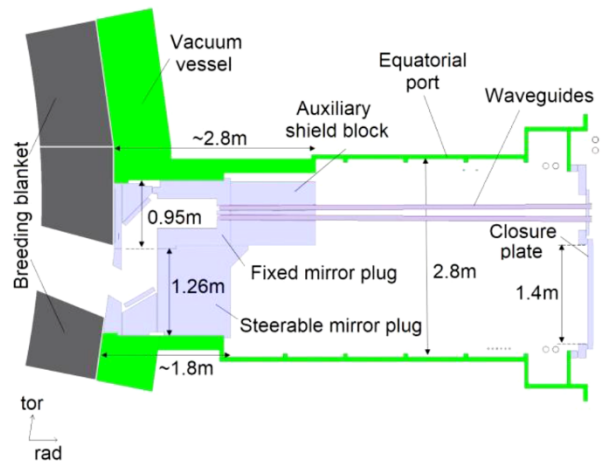 Vacuum
vessel
Equatorial
port
Waveguides
Auxiliary
shield block
~2.8m
Breeding blanket
0.95m
Closure
plate
Fixed mirror plug
2.8m
1.26m
1.4m
Steerable mirror plug
~1.8m
tor
rad